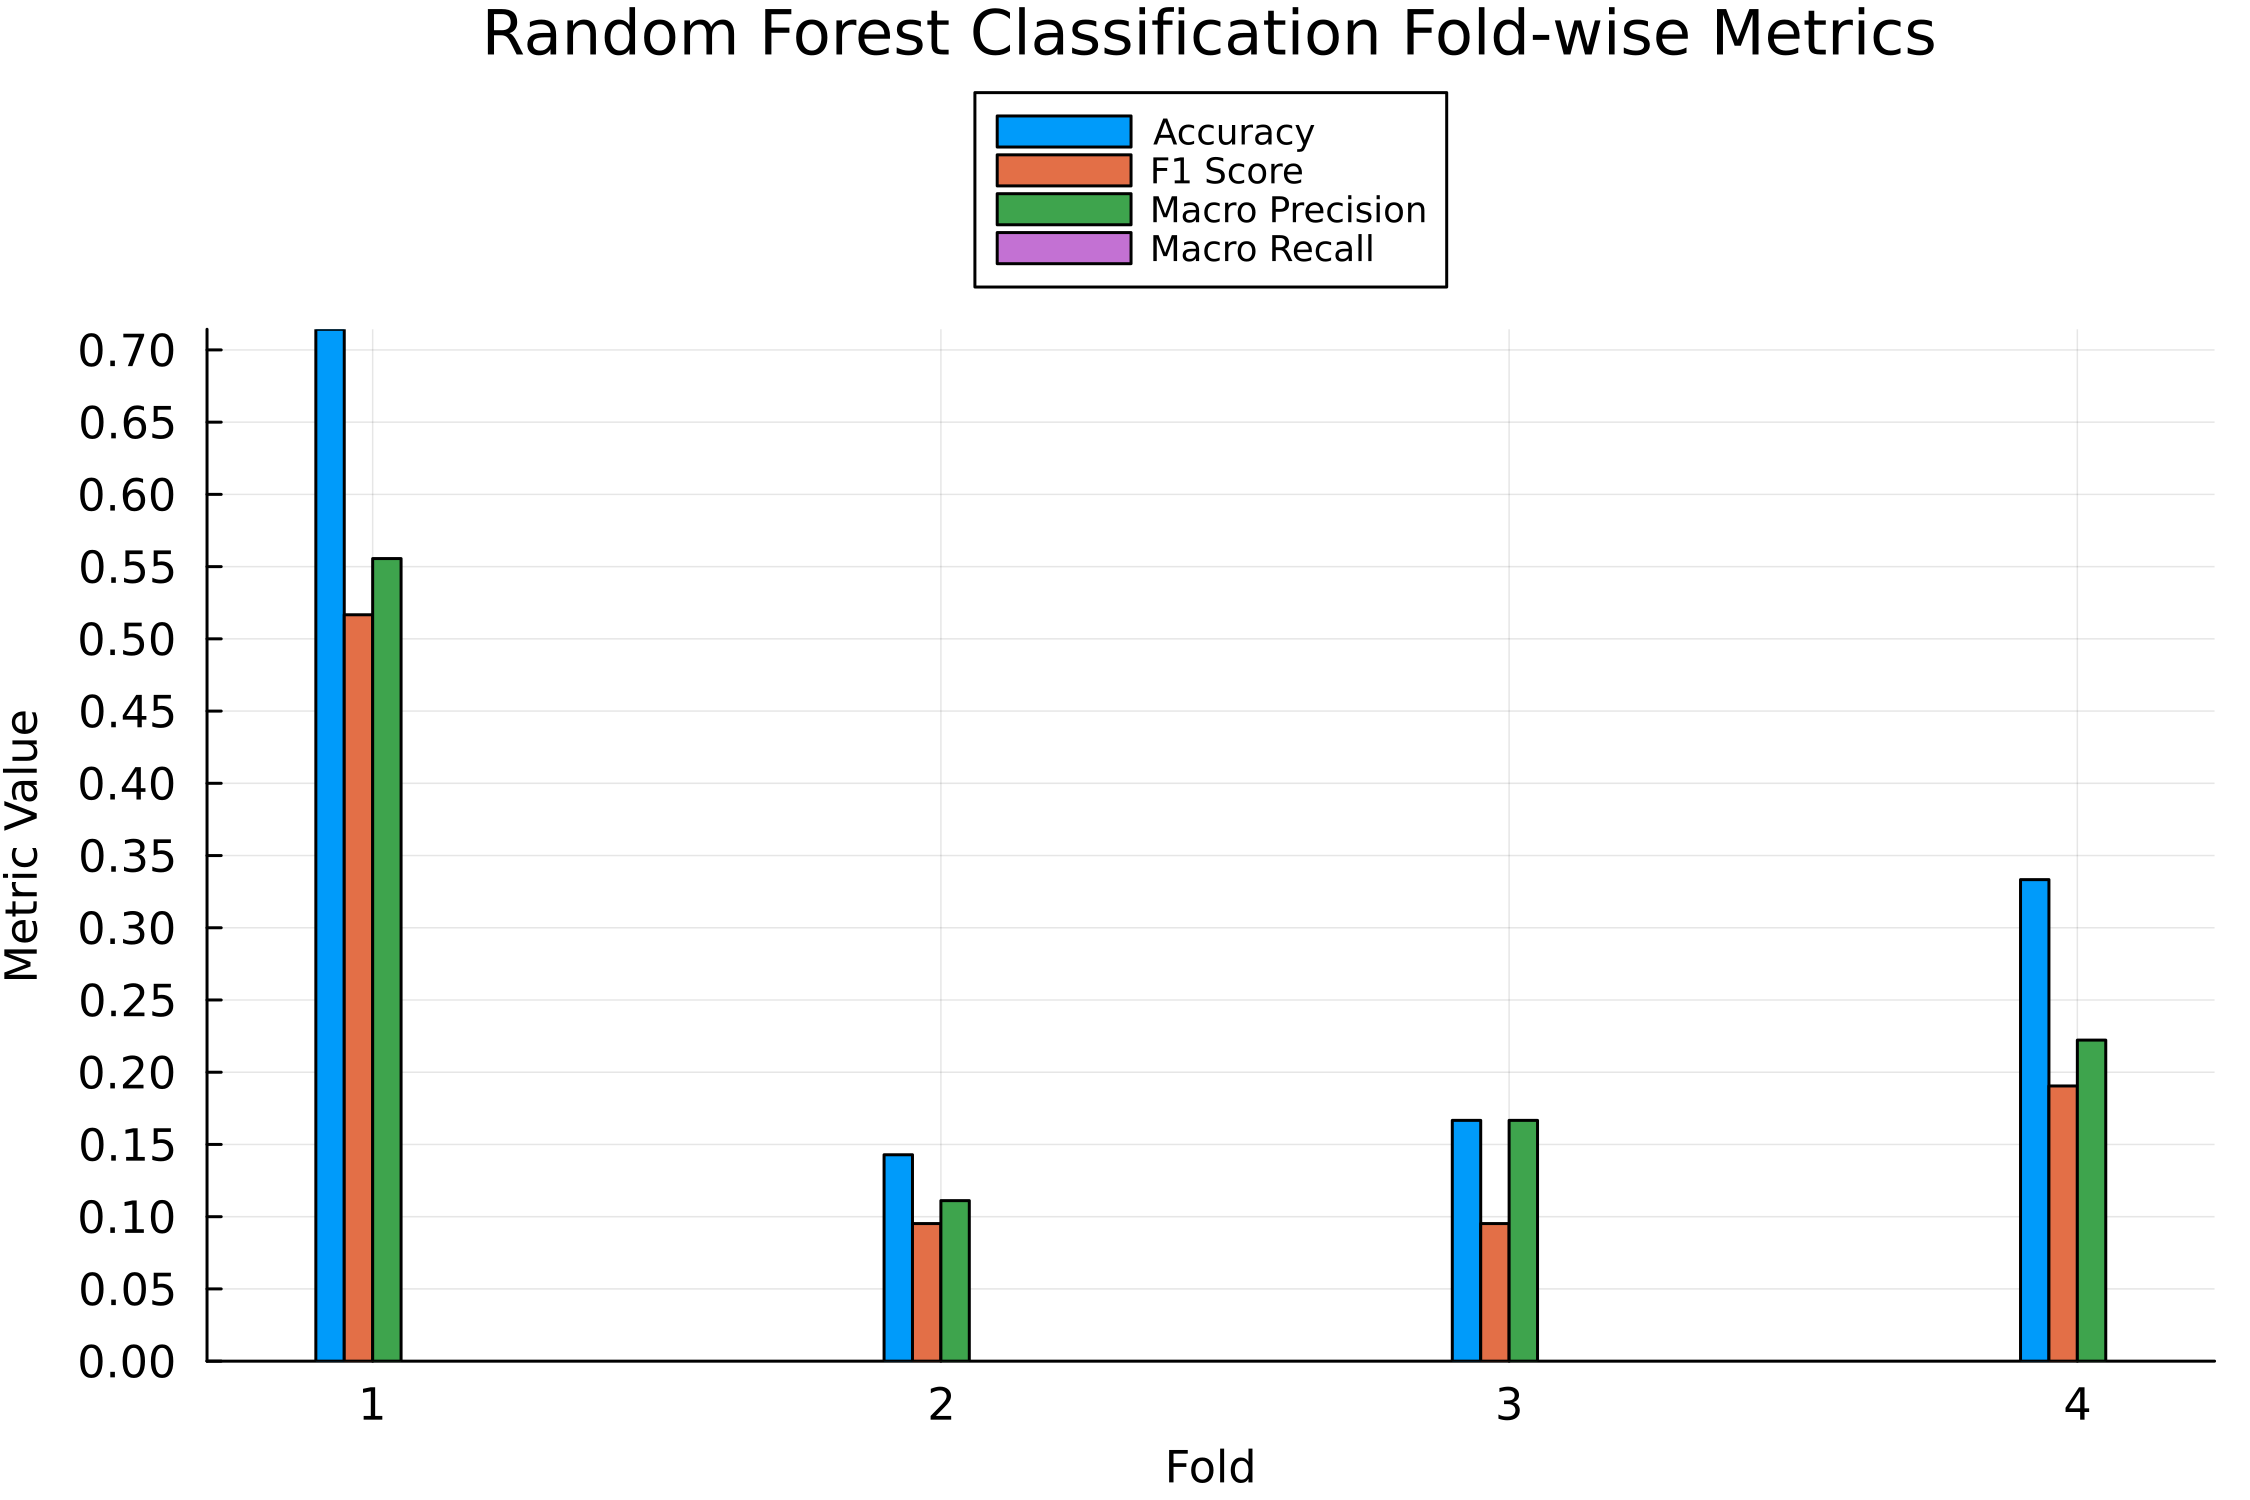 Random Forest Classification Fold-wise Metrics
Accuracy
F1 Score
Macro Precision
Macro Recall
0.70
0.65
0.60
0.55
0.50
0.45
0.40
0.35
0.30
0.25
0.20
0.15
0.10
0.05
0.00
Metric Value
1 2 3 4
Fold